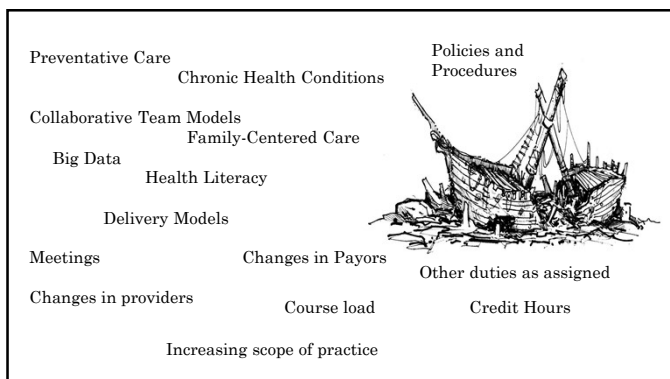 Preventative Care
Policies and
Procedures
Chronic Health Conditions
Collaborative Team Models
Family-Centered Care
Big Data
Health Literacy
Delivery Models
Meetings
Changes in Payors
Other duties as assigned
Changes in providers
Course load
Credit Hours
Increasing scope of practice